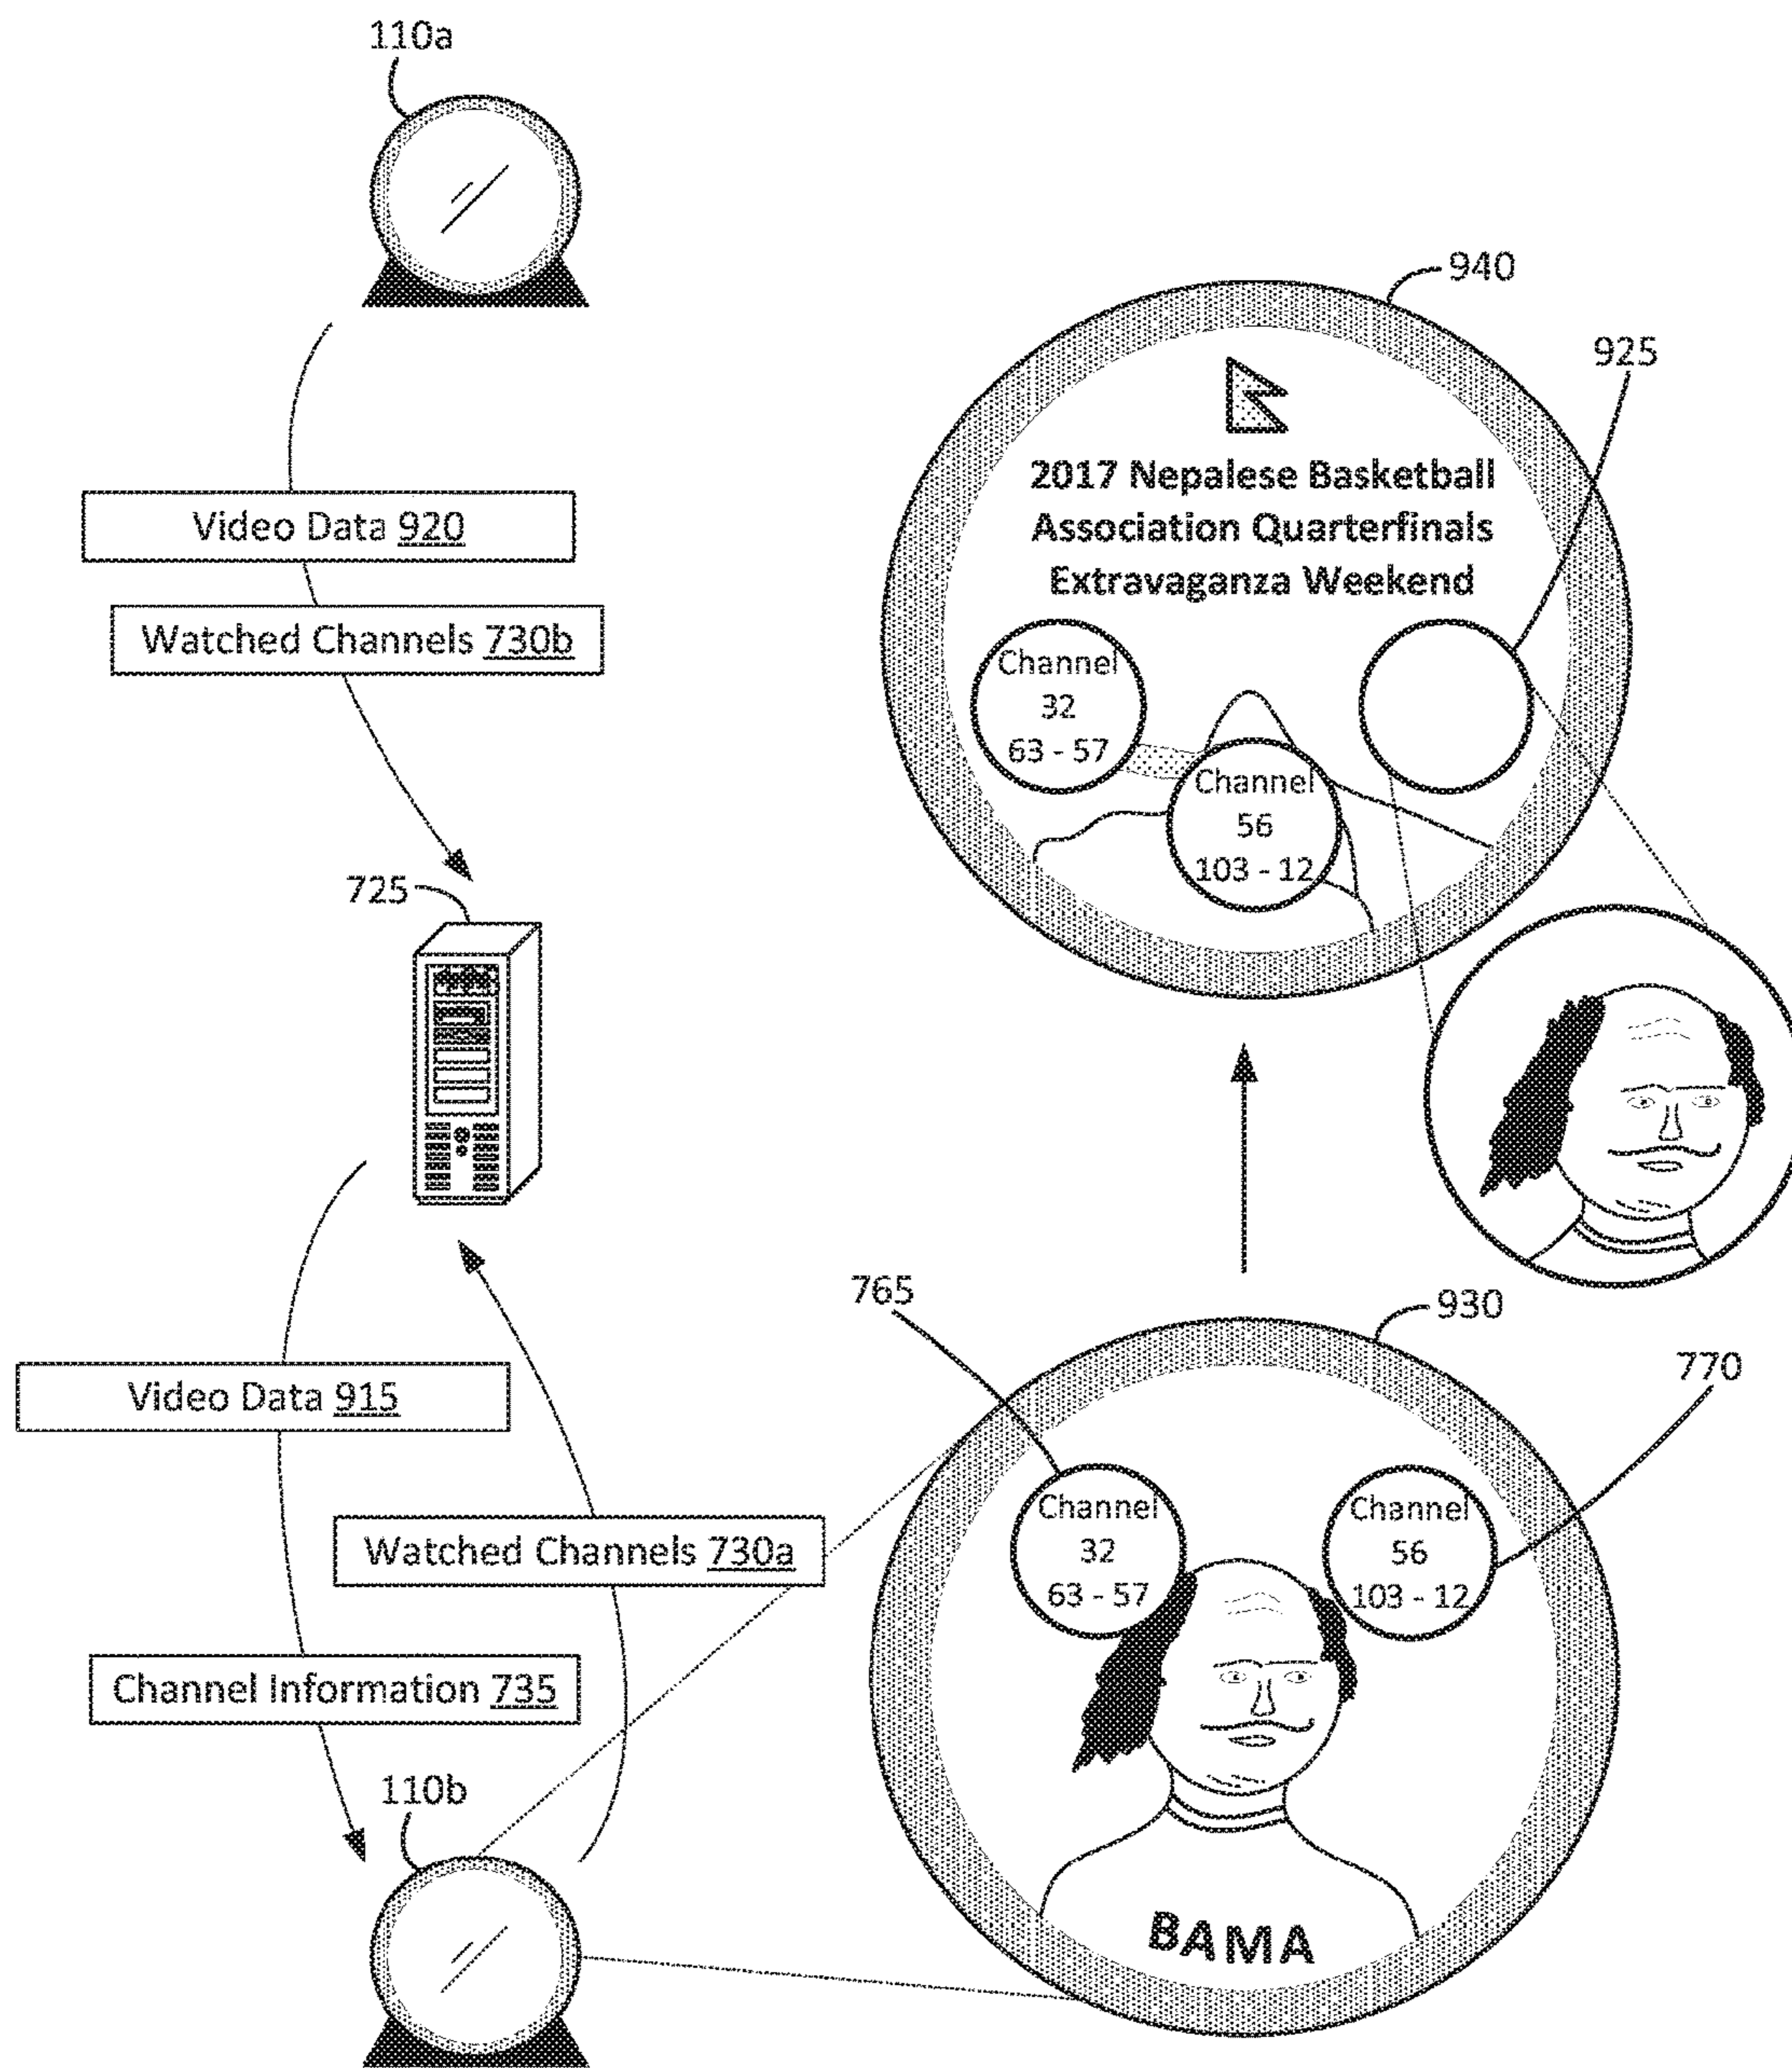 110a
940
925
2017 Nepalese Basketball
Association Quarterfinals
Extravaganza Weekend
Video Data 920
Watched Channels 730b
Channel
32
63 - 57
Channel
56
103 - 12
725
765
930
770
Video Data 915
Watched Channels 730a
Channel Information 735
Channel
32
63 - 57
Channel
56
103 - 12
110b
BAMA